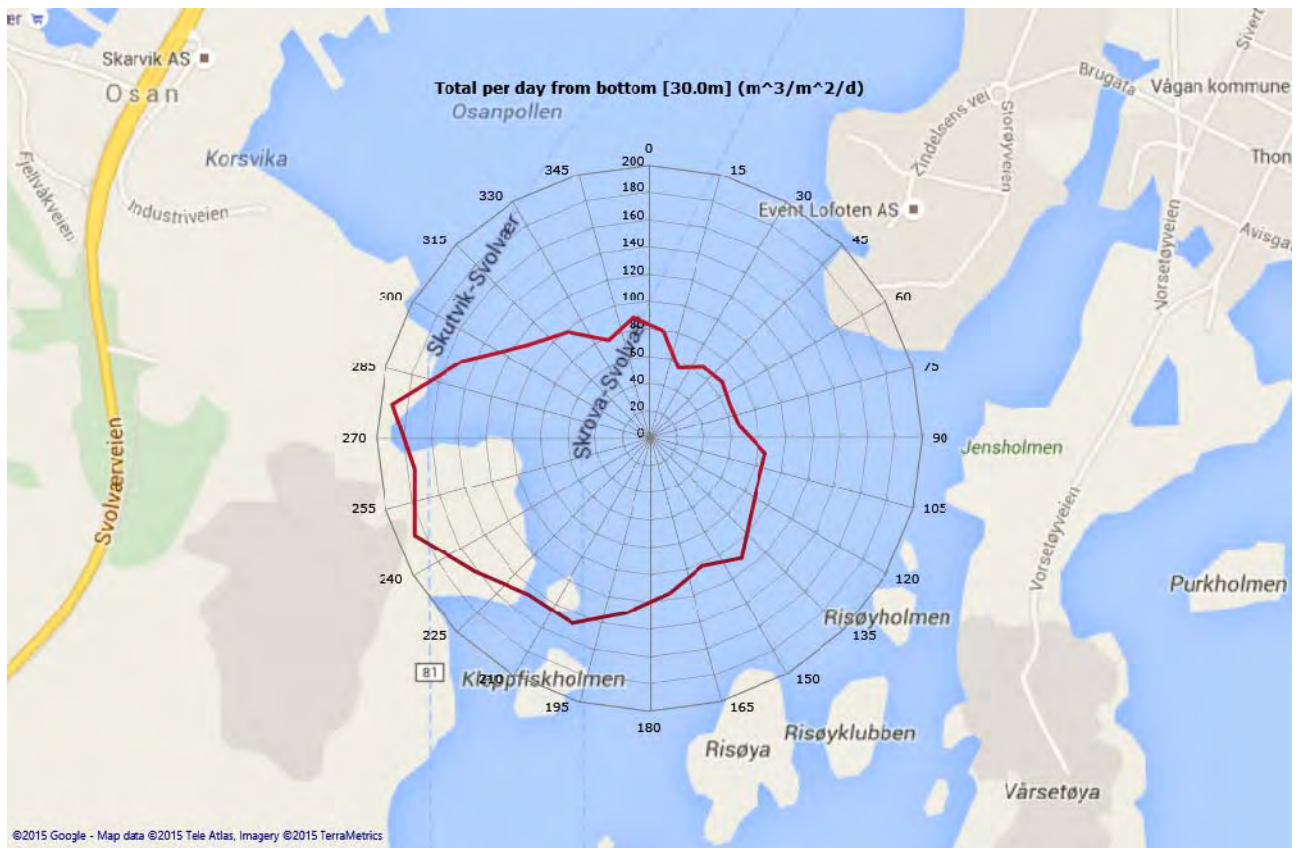 er
Skarvik AS
Osan
Korsvika
Fjellvåkveien
Industriveien
Svolværveien
Total per day from bottom [30.0m] (m^3/m^2/d)
Osanpollen
Brugata
Sivert
Vågan kommune
Zindelsens vei
Storøyveien
Thon
Event Lofoten AS
Avisga
Vorsetøyveien
0
15
30
45
60
75
90
105
120
135
150
165
180
195
210
225
240
255
270
285
300
315
330
345
200
180
160
140
120
100
80
60
40
20
0
Skutvik-Svolvær
Skrova-Svolvær
Jensholmen
Vorsetøyveien
Purkholmen
Risøyholmen
81
Kleppfiskholmen
Risøya
Risøyklubben
Vårsetøya
©2015 Google - Map data ©2015 Tele Atlas, Imagery ©2015 TerraMetrics